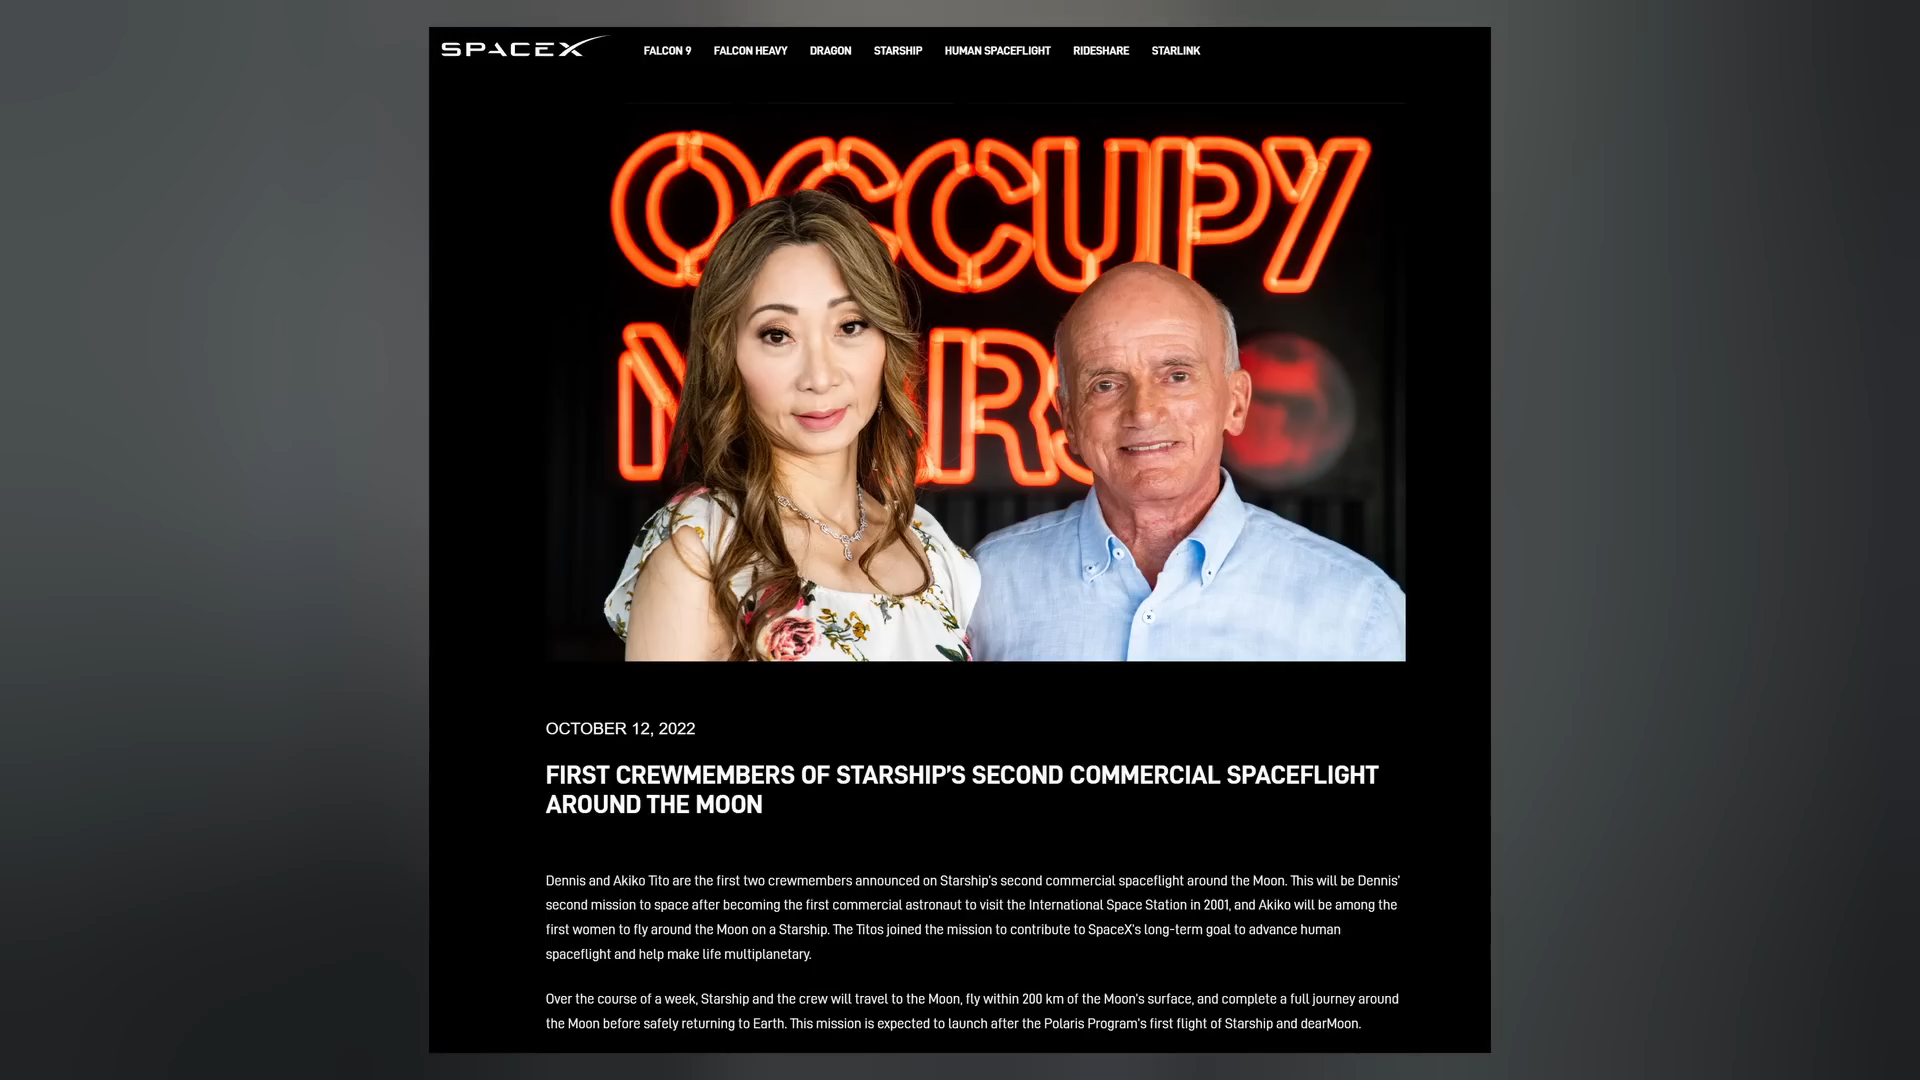 SPACEX
FALCON 9 FALCON HEAVY DRAGON STARSHIP HUMAN SPACEFLIGHT RIDESHARE STARLINK
OCCUPY
MARS
OCTOBER 12, 2022
FIRST CREWMEMBERS OF STARSHIP'S SECOND COMMERCIAL SPACEFLIGHT
AROUND THE MOON
Dennis and Akiko Tito are the first two crewmembers announced on Starship's second commercial spaceflight around the Moon. This will be Dennis'
second mission to space after becoming the first commercial astronaut to visit the International Space Station in 2001, and Akiko will be among the
first women to fly around the Moon on a Starship. The Titos joined the mission to contribute to SpaceX's long-term goal to advance human
spaceflight and help make life multiplanetary.
Over the course of a week, Starship and the crew will travel to the Moon, fly within 200 km of the Moon's surface, and complete a full journey around
the Moon before safely returning to Earth. This mission is expected to launch after the Polaris Program's first flight of Starship and dearMoon.